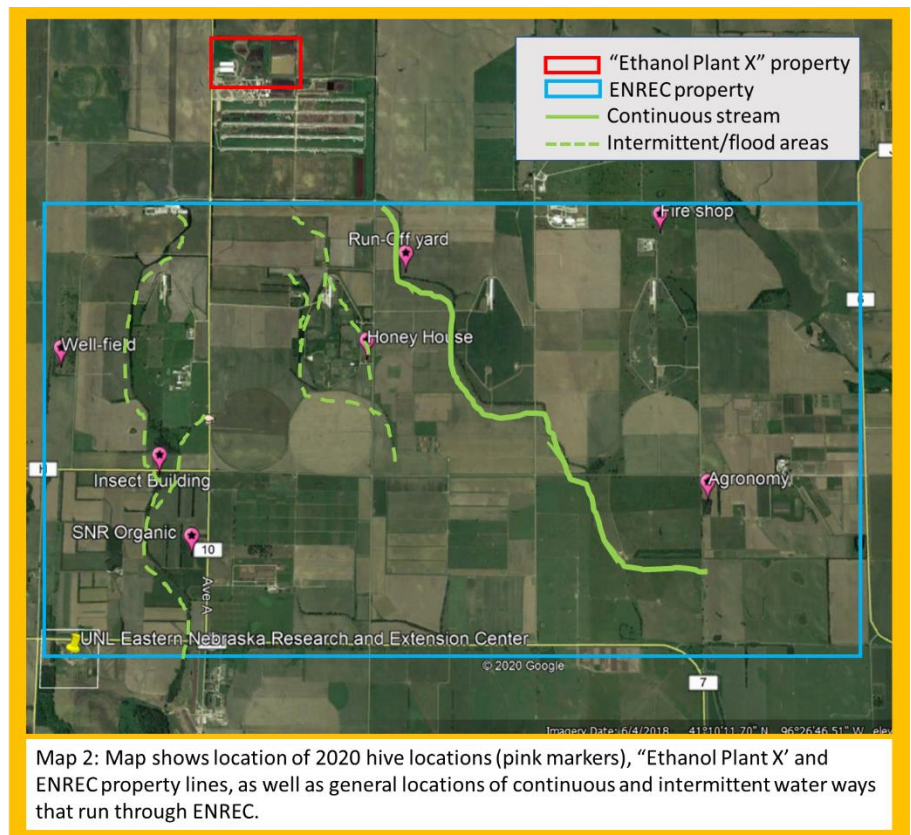 "Ethanol Plant X" property
ENREC property
Continuous stream
Intermittent/flood areas
Fire shop
Run-Off yard
6
Well-field
Honey House
H
Insect Building
Agronomy
SNR Organic
10
Ave A
UNL Eastern Nebraska Research and Extension Center
© 2020 Google
7
Imagery Date: 6/4/2018 41°10'11.70" N 96°26'46.51" W elev
Map 2: Map shows location of 2020 hive locations (pink markers), "Ethanol Plant X' and
ENREC property lines, as well as general locations of continuous and intermittent water ways
that run through ENREC.